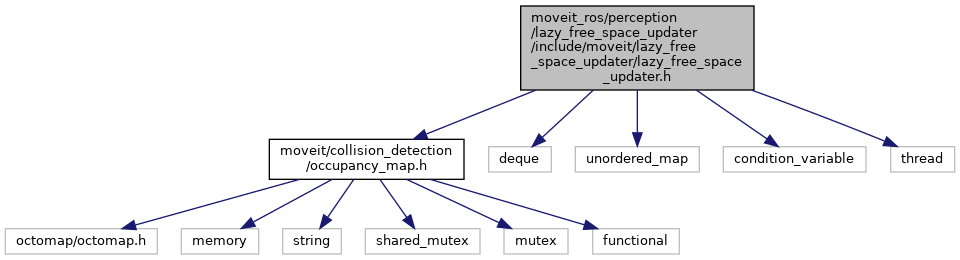 moveit_ros/perception
/lazy_free_space_updater
/include/moveit/lazy_free
_space_updater/lazy_free_space
_updater.h
moveit/collision_detection
/occupancy_map.h
deque
unordered_map
condition_variable
thread
octomap/octomap.h
memory
string
shared_mutex
mutex
functional